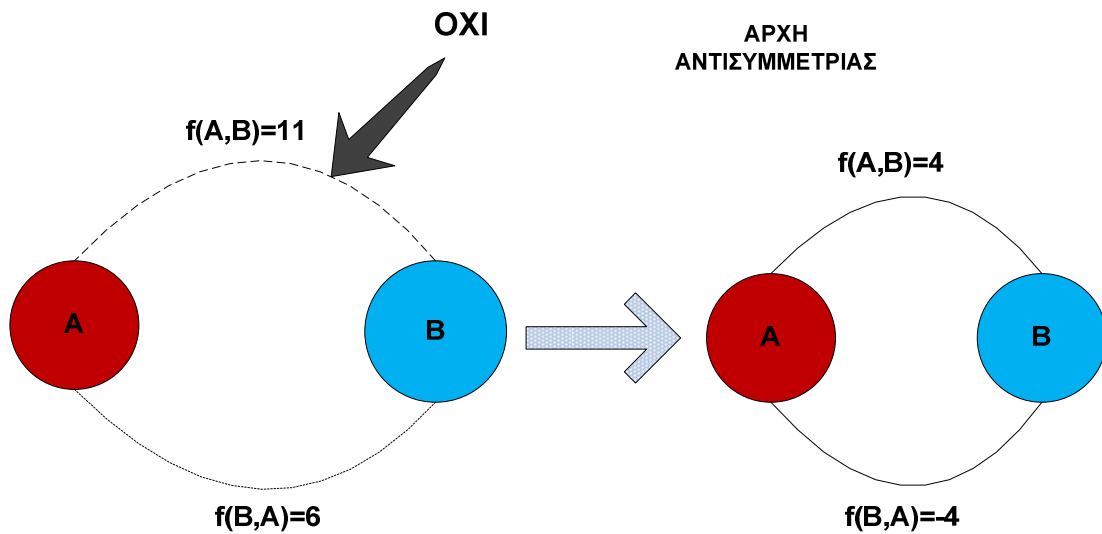 ΟΧΙ
ΑΡΧΗ
ΑΝΤΙΣΥΜΜΕΤΡΙΑΣ
f(A,B)=11
f(A,B)=4
A
B
A
B
f(B,A)=6
f(B,A)=-4